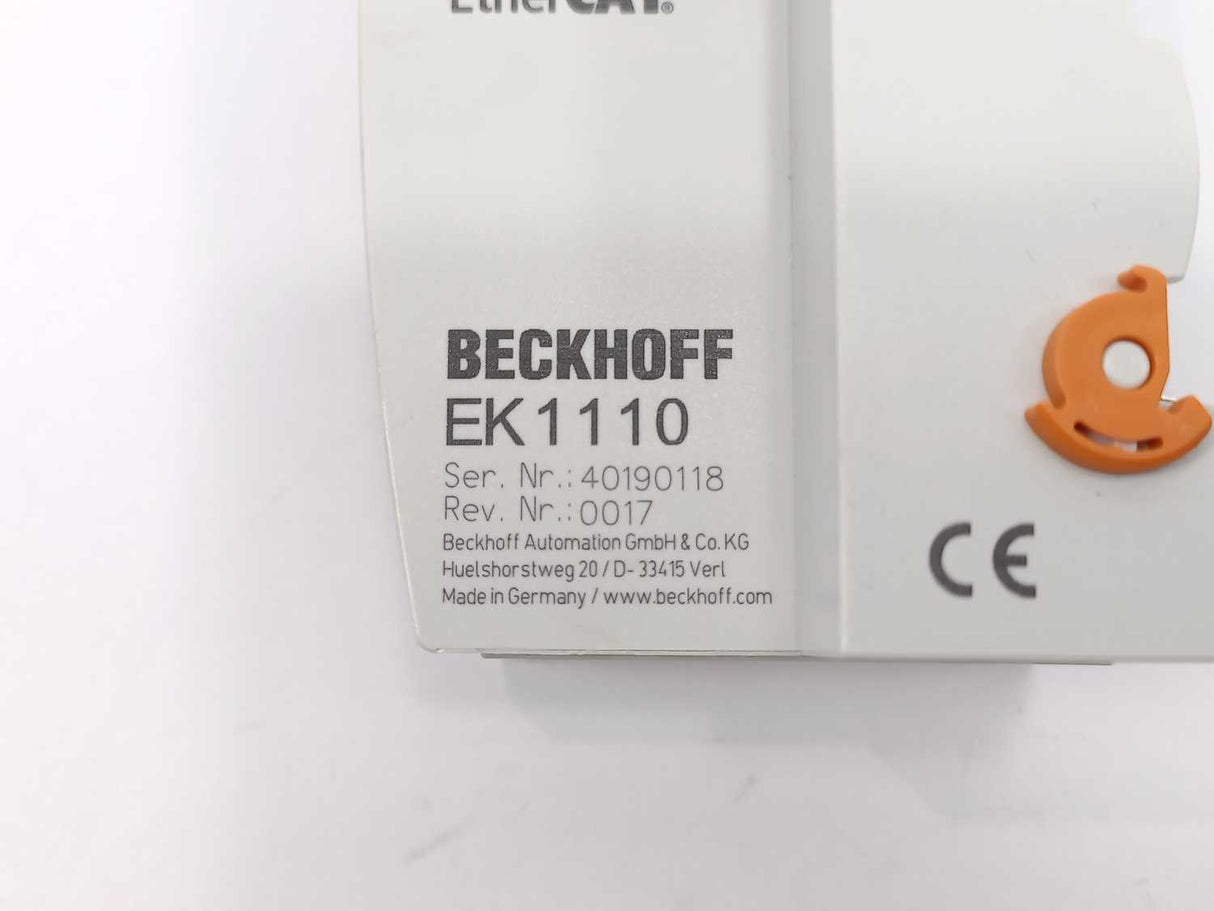 EtherCAT®
BECKHOFF
EK1110
Ser. Nr.: 40190118
Rev. Nr.: 0017
Beckhoff Automation GmbH & Co. KG
Huelshorstweg 20 / D- 33415 Verl
Made in Germany / www.beckhoff.com
CE